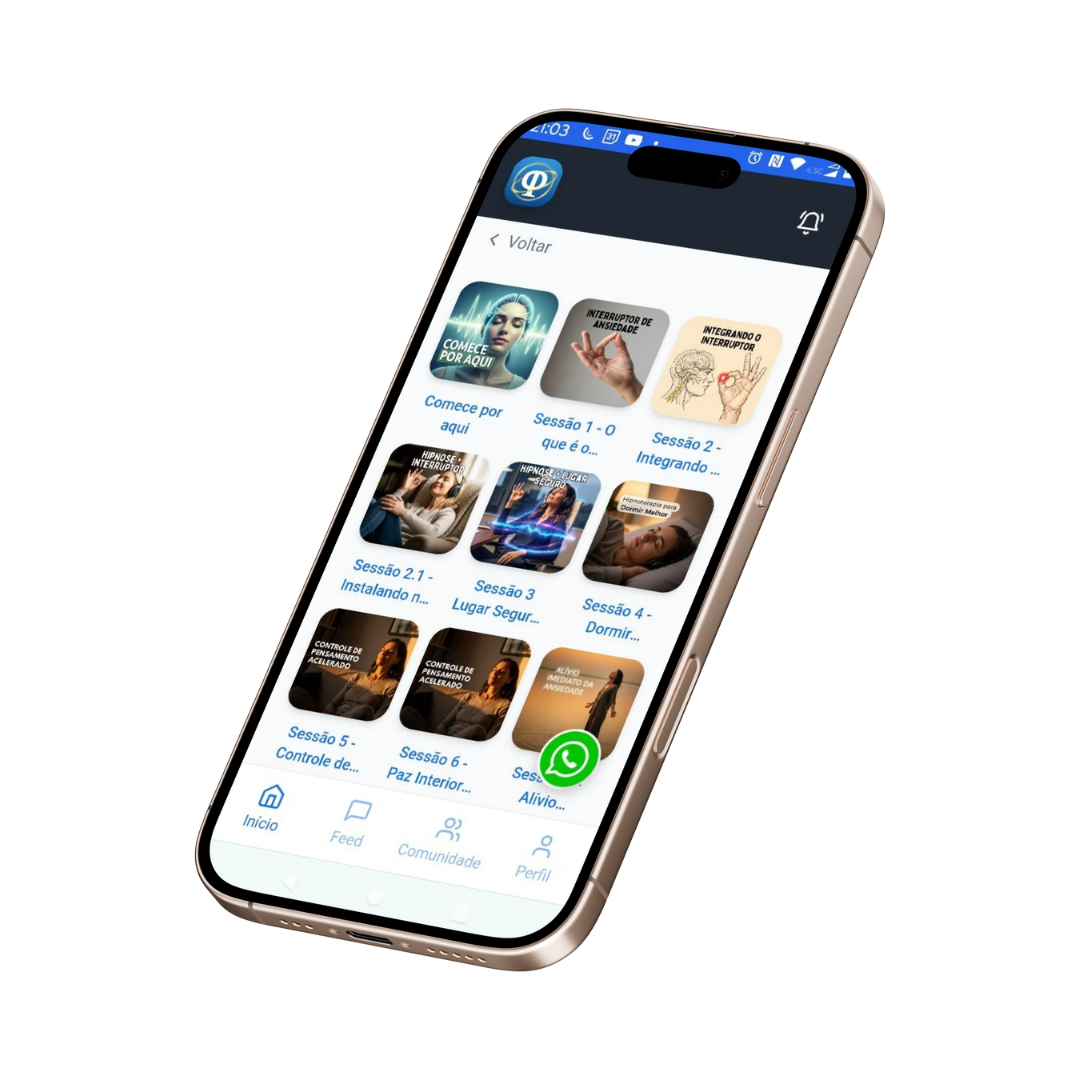 21:03
31
4.5G
Φ
Voltar
COMECE
POR AQUI
INTERRUPTOR DE
ANSIEDADE
INTEGRANDO O
INTERRUPTOR
Comece por
aqui
Sessão 1 - O
que é o...
Sessão 2 -
Integrando ...
HIPNOSE +
INTERRUPTOR
HIPNOSE + LUGAR
SEGURO
Hipnoterapia para
Dormir Melhor
Sessão 2.1 -
Instalando n...
Sessão 3
Lugar Segur...
Sessão 4 -
Dormir...
CONTROLE DE
PENSAMENTO
ACELERADO
CONTROLE DE
PENSAMENTO
ACELERADO
ALÍVIO
IMEDIATO DA
ANSIEDADE
Sessão 5 -
Controle de...
Sessão 6 -
Paz Interior...
Alívio...
Início
Feed
Comunidade
Perfil